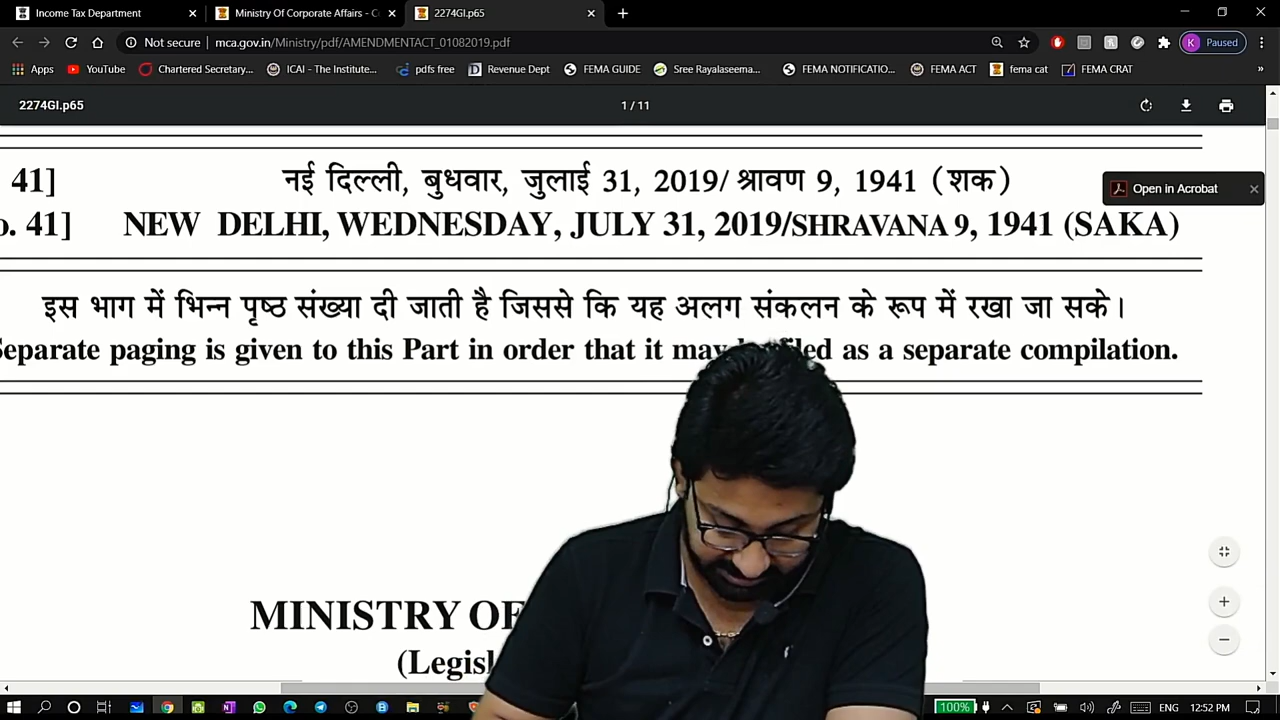 Income Tax Department
Ministry Of Corporate Affairs - C
2274GI.p65
Not secure
mca.gov.in/Ministry/pdf/AMENDMENTACT_01082019.pdf
K Paused
Apps
YouTube
Chartered Secretary...
ICAI - The Institute...
pdfs free
Revenue Dept
FEMA GUIDE
Sree Rayalaseema...
FEMA NOTIFICATIO...
FEMA ACT
fema cat
FEMA CRAT
»
2274GI.p65
1 / 11
41]
नई दिल्ली, बुधवार, जुलाई 31, 2019/ श्रावण 9, 1941 (शक)
Open in Acrobat
o. 41]
NEW DELHI, WEDNESDAY, JULY 31, 2019/SHRAVANA 9, 1941 (SAKA)
इस भाग में भिन्न पृष्ठ संख्या दी जाती है जिससे कि यह अलग संकलन के रूप में रखा जा सके।
Separate paging is given to this Part in order that it may be filed as a separate compilation.
MINISTRY OF
(Legisl
100%
ENG
12:52 PM